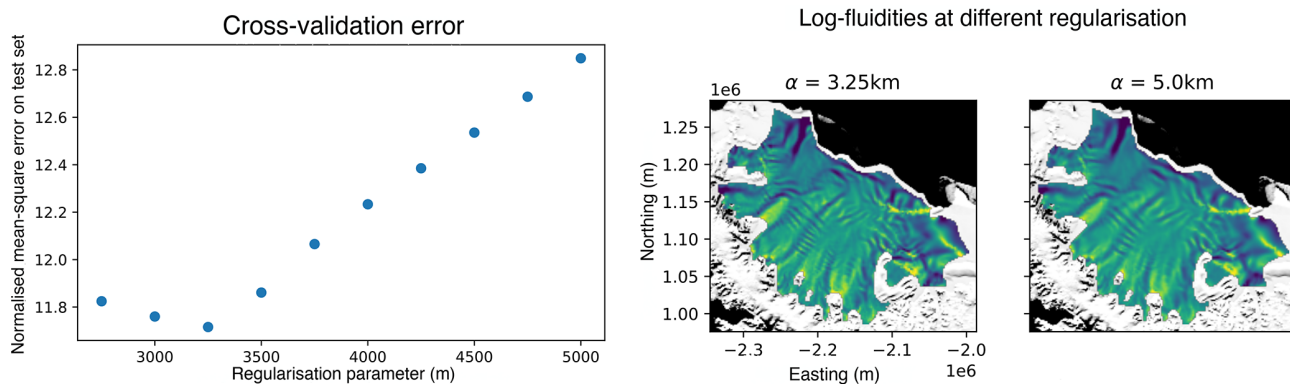 Cross-validation error
Normalised mean-square error on test set
12.8
12.6
12.4
12.2
12.0
11.8
3000
3500
4000
4500
5000
Regularisation parameter (m)
Log-fluidities at different regularisation
1e6
α = 3.25km
α = 5.0km
Northing (m)
1.25
1.20
1.15
1.10
1.05
1.00
−2.3
−2.2
−2.1
−2.0
1e6
Easting (m)